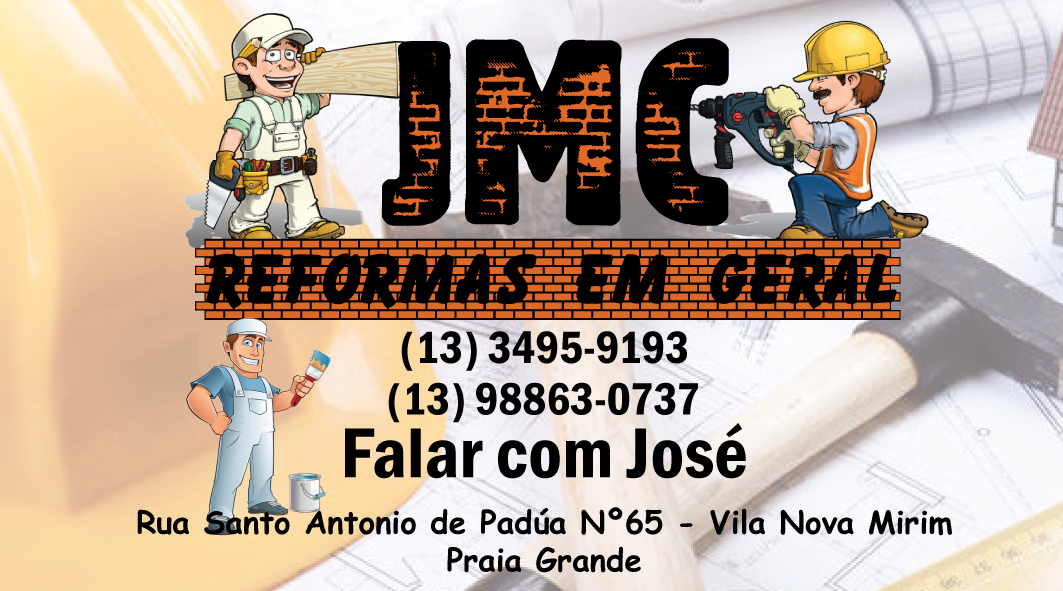 JMC
REFORMAS EM GERAL
(13) 3495-9193
(13) 98863-0737
Falar com José
Rua Santo Antonio de Padúa Nº65 - Vila Nova Mirim
Praia Grande